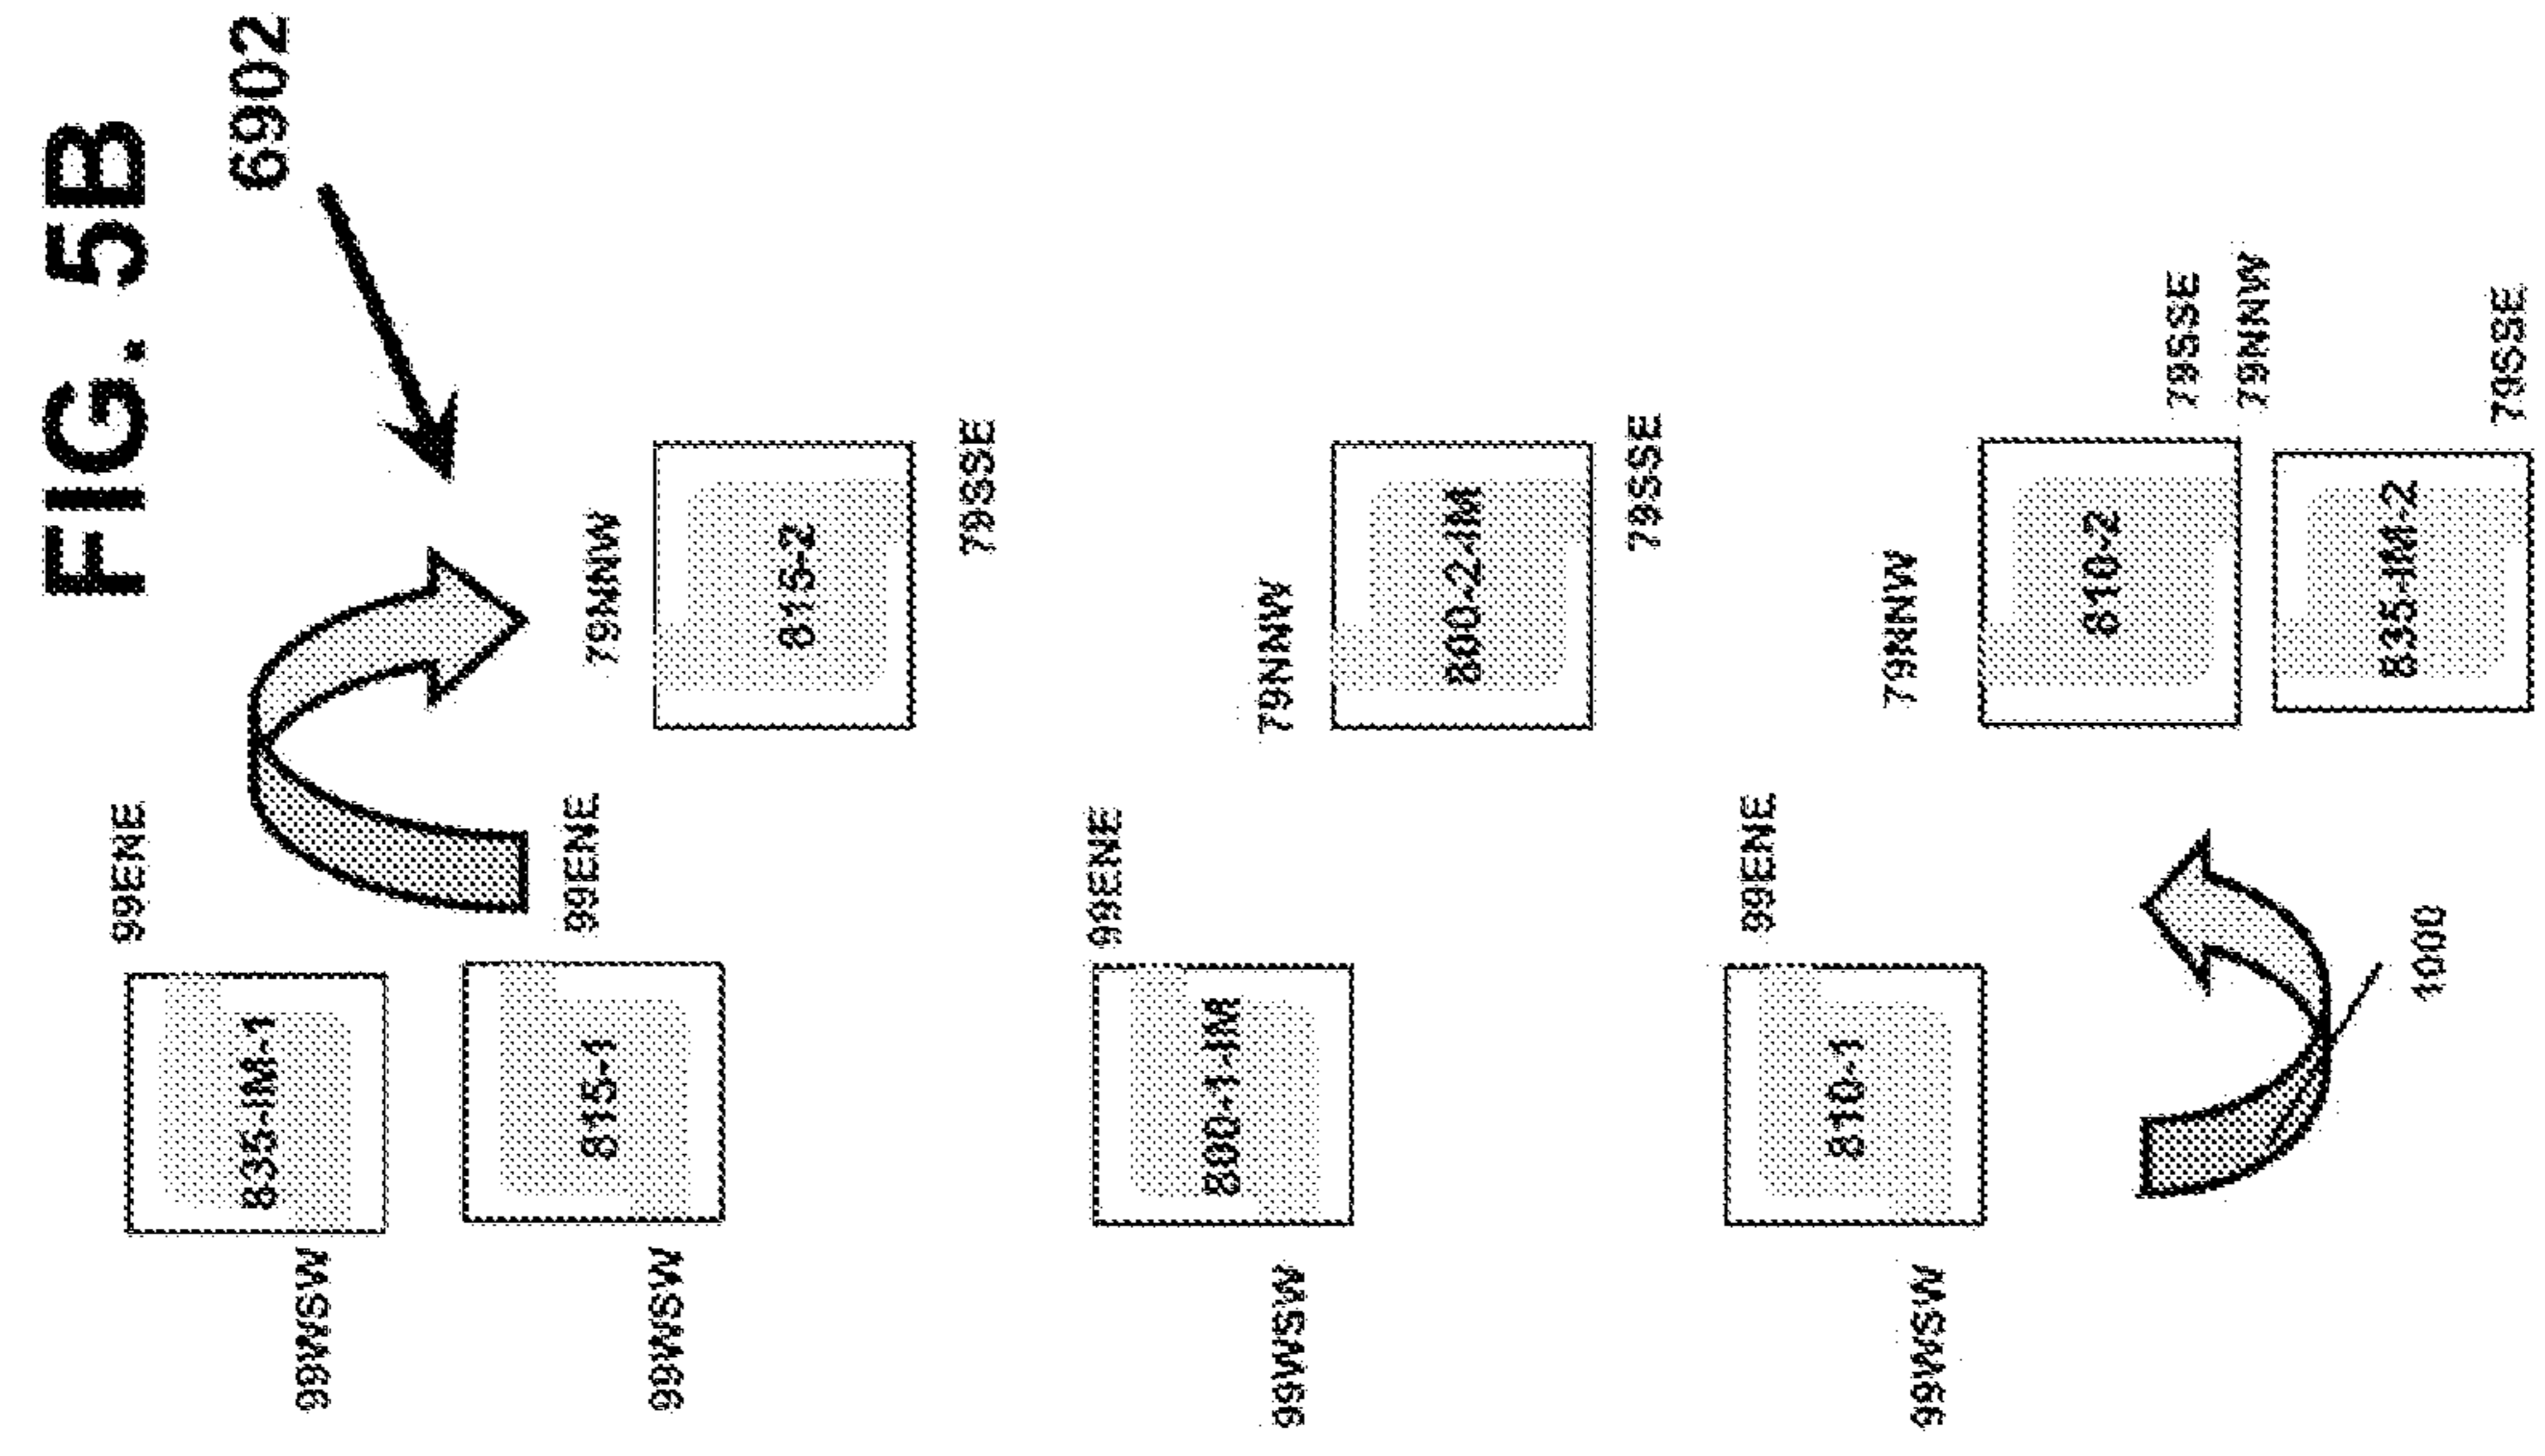 FIG. 5B
99ENE
6902
835-IM-1
99WSW
99ENE
815-1
79NNW
99WSW
815-2
79SSE
99ENE
800-1-IM
79NNW
99WSW
800-2-IM
79SSE
99ENE
810-1
79NNW
99WSW
810-2
79SSE
79NNW
835-IM-2
1000
79SSE